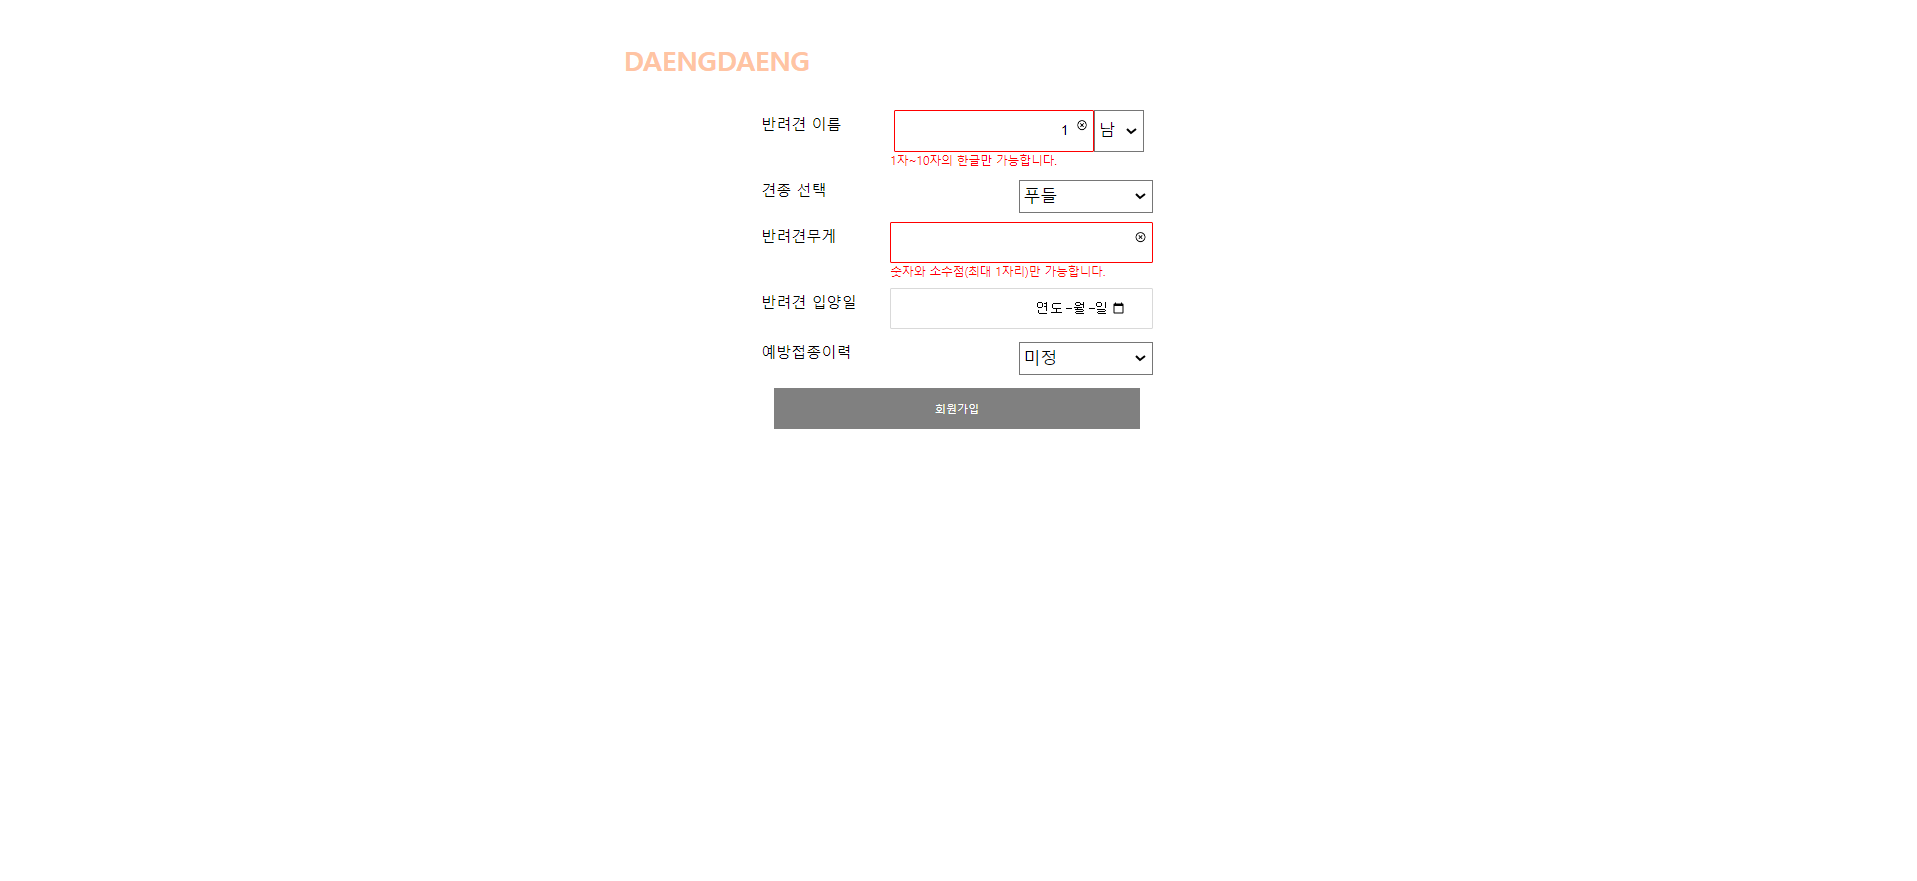 DAENGDAENG
반려견 이름 1 남
1자~10자의 한글만 가능합니다.
견종 선택 푸들
반려견무게
숫자와 소수점(최대 1자리)만 가능합니다.
반려견 입양일 연도-월-일
예방접종이력 미정
회원가입